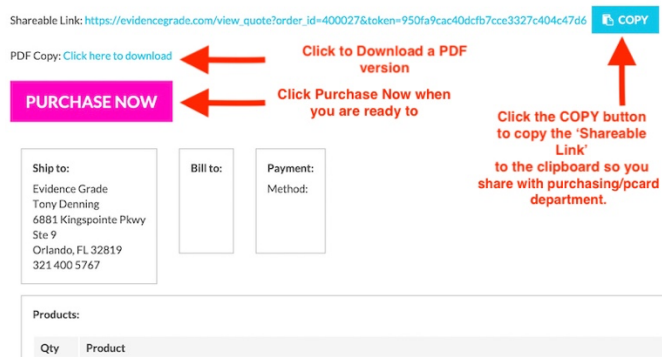 Shareable Link: https://evidencegrade.com/view_quote?order_id=400027&token=950fa9cac40dcfb7cce3327c404c47d6 COPY
PDF Copy: Click here to download
Click to Download a PDF
version
PURCHASE NOW
Click Purchase Now when
you are ready to
Click the COPY button
to copy the ‘Shareable
Link’
to the clipboard so you
share with purchasing/pcard
department.
Ship to:
Evidence Grade
Tony Denning
6881 Kingspointe Pkwy
Ste 9
Orlando, FL 32819
321 400 5767
Bill to:
Payment:
Method:
Products:
Qty Product